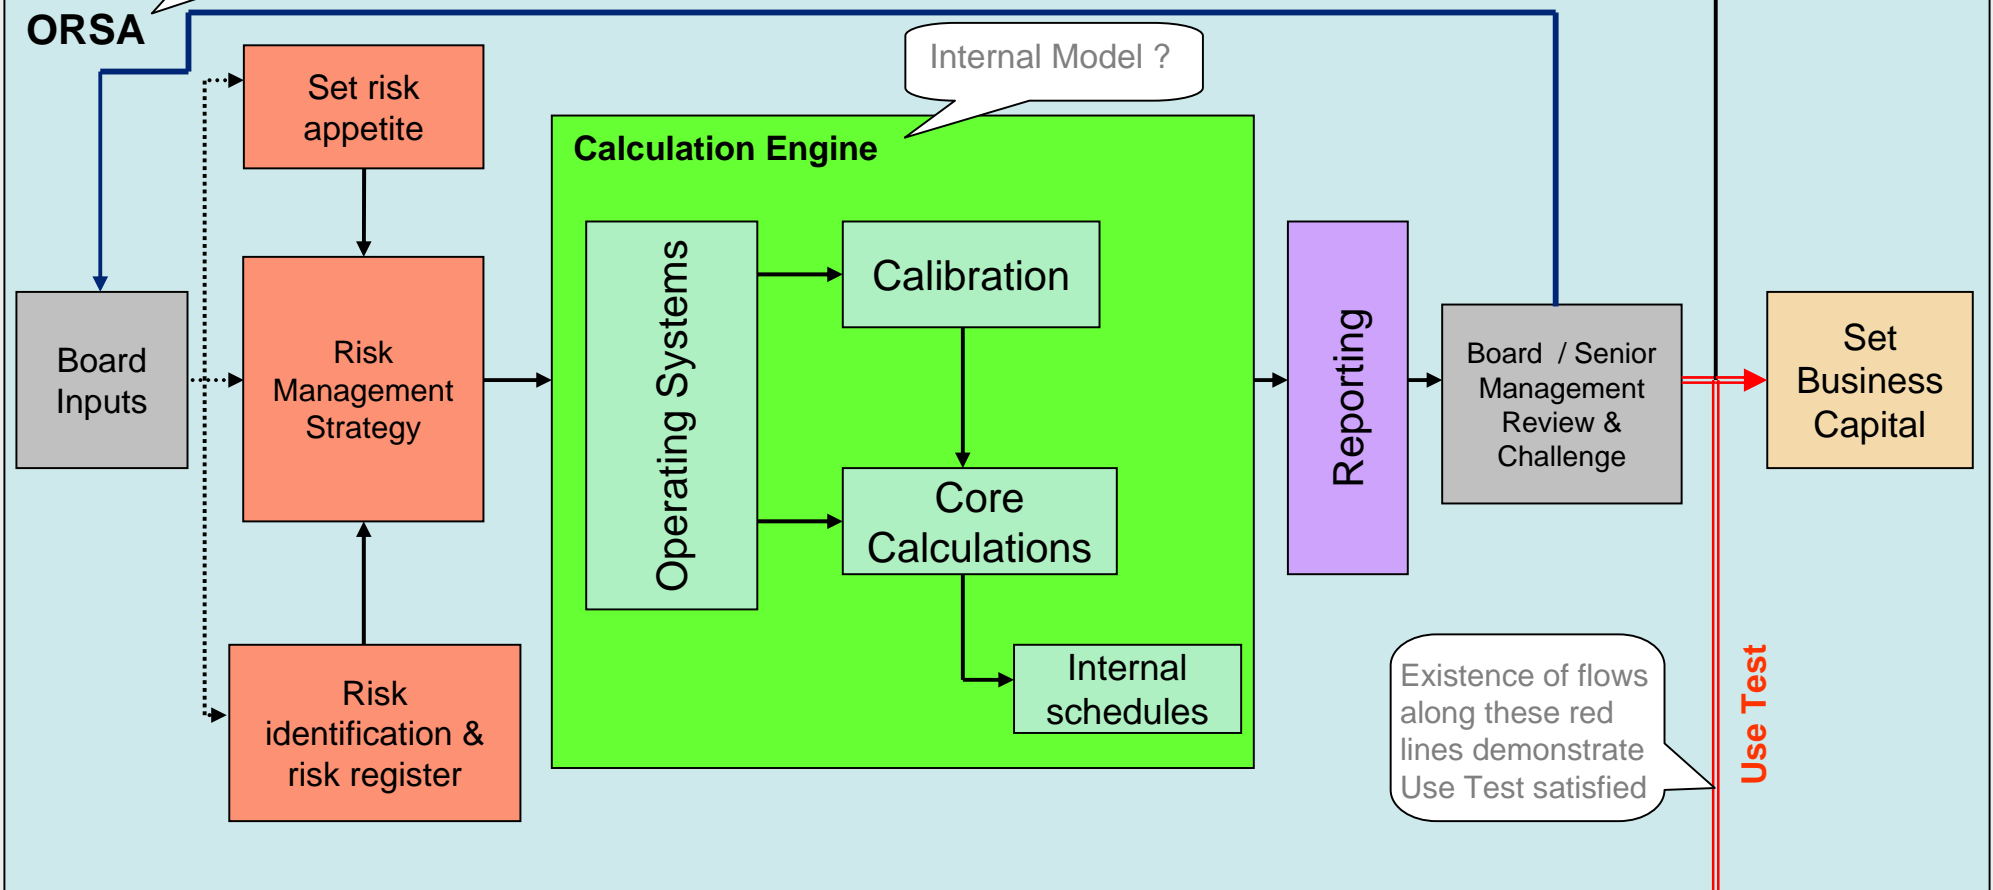 ORSA
Internal Model ?
Set risk
appetite
Calculation Engine
Board
Inputs
Risk
Management
Strategy
Operating Systems
Calibration
Core
Calculations
Internal
schedules
Reporting
Board / Senior
Management
Review &
Challenge
Set
Business
Capital
Risk
identification &
risk register
Existence of flows
along these red
lines demonstrate
Use Test satisfied
Use Test